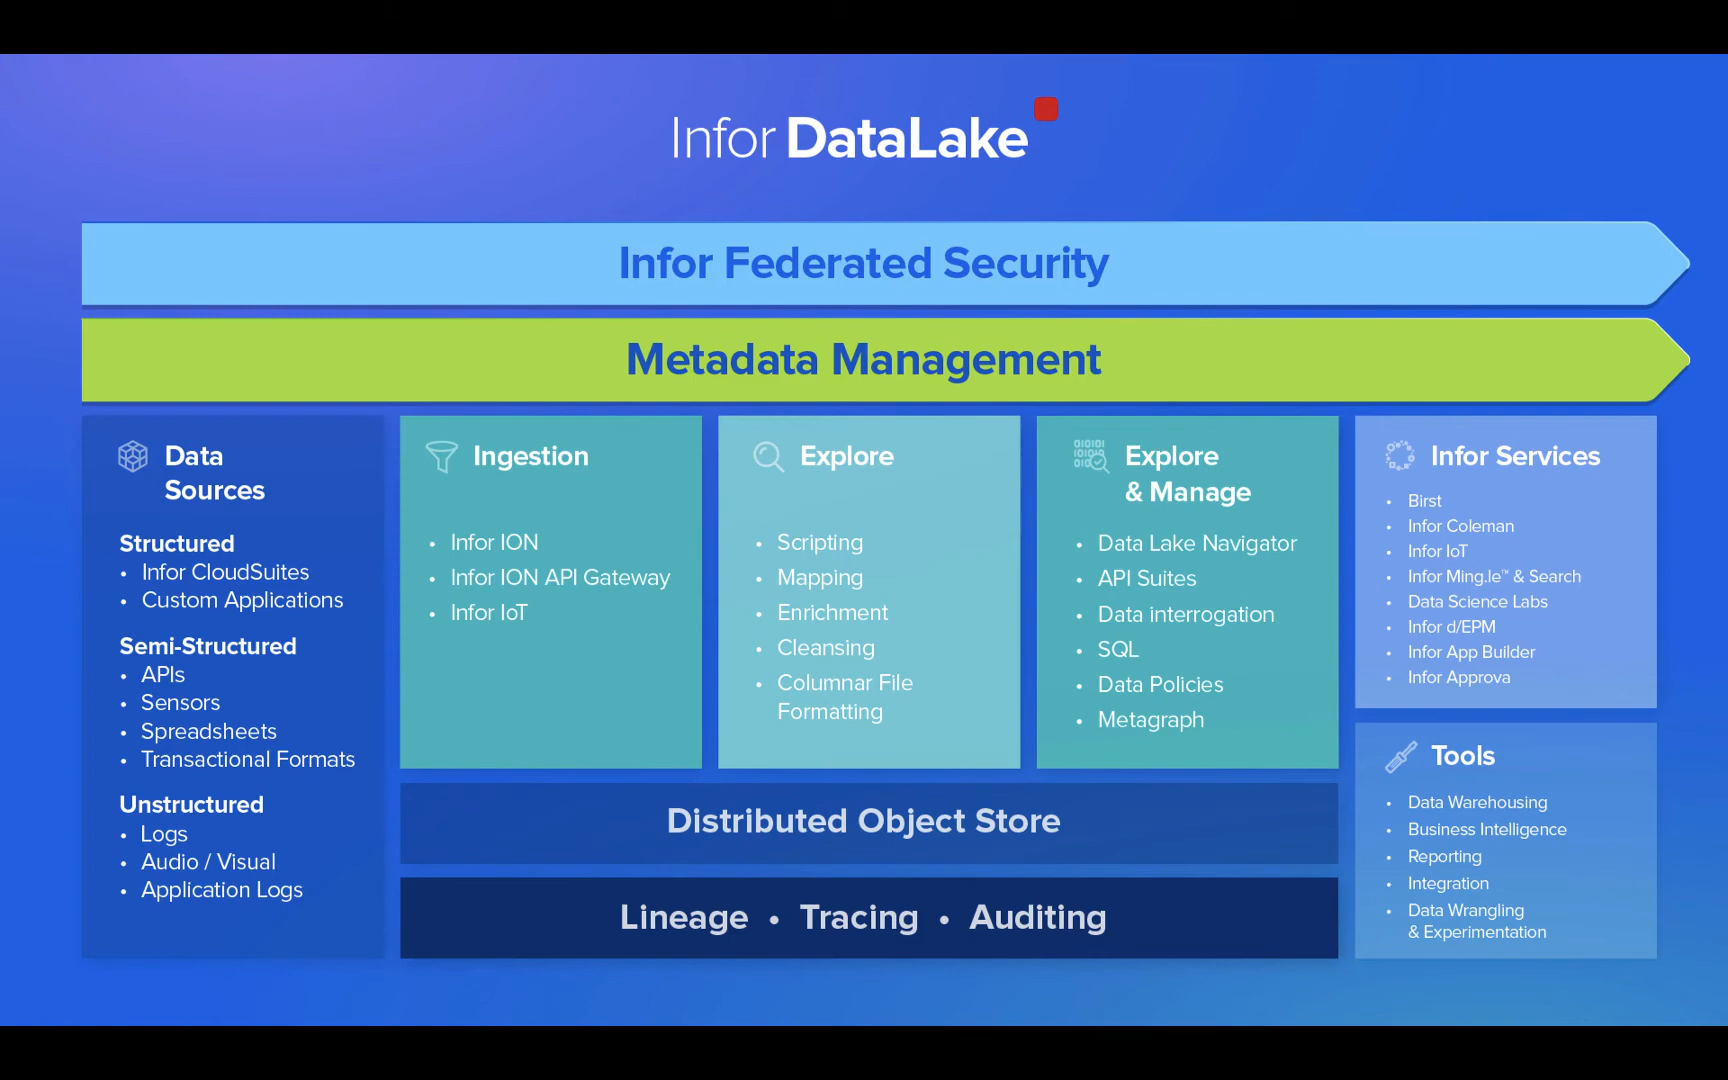 Infor DataLake
Infor Federated Security
Metadata Management
Data
Sources
Structured
• Infor CloudSuites
• Custom Applications
Semi-Structured
• APIs
• Sensors
• Spreadsheets
• Transactional Formats
Unstructured
• Logs
• Audio / Visual
• Application Logs
Ingestion
• Infor ION
• Infor ION API Gateway
• Infor IoT
Explore
• Scripting
• Mapping
• Enrichment
• Cleansing
• Columnar File
Formatting
Explore
& Manage
• Data Lake Navigator
• API Suites
• Data interrogation
• SQL
• Data Policies
• Metagraph
Distributed Object Store
Lineage • Tracing • Auditing
Infor Services
• Birst
• Infor Coleman
• Infor IoT
• Infor Ming.le™ & Search
• Data Science Labs
• Infor d/EPM
• Infor App Builder
• Infor Approva
Tools
• Data Warehousing
• Business Intelligence
• Reporting
• Integration
• Data Wrangling
& Experimentation